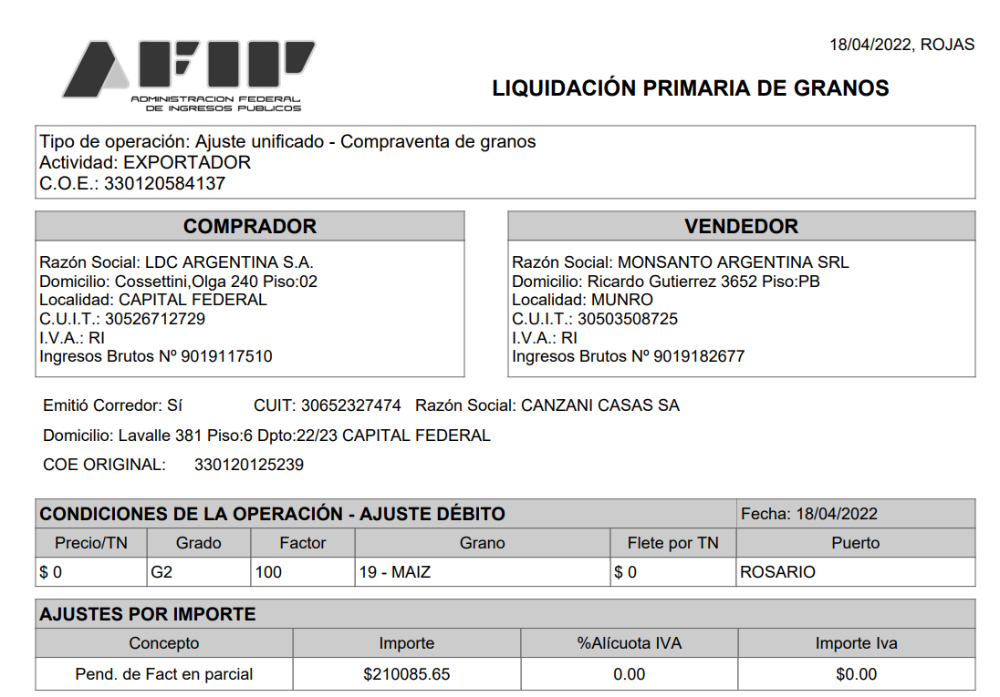 18/04/2022, ROJAS
AFIP
ADMINISTRACION FEDERAL
DE INGRESOS PUBLICOS
LIQUIDACIÓN PRIMARIA DE GRANOS
Tipo de operación: Ajuste unificado - Compraventa de granos
Actividad: EXPORTADOR
C.O.E.: 330120584137
COMPRADOR
Razón Social: LDC ARGENTINA S.A.
Domicilio: Cossettini,Olga 240 Piso:02
Localidad: CAPITAL FEDERAL
C.U.I.T.: 30526712729
I.V.A.: RI
Ingresos Brutos Nº 9019117510
VENDEDOR
Razón Social: MONSANTO ARGENTINA SRL
Domicilio: Ricardo Gutierrez 3652 Piso:PB
Localidad: MUNRO
C.U.I.T.: 30503508725
I.V.A.: RI
Ingresos Brutos Nº 9019182677
Emitió Corredor: Sí CUIT: 30652327474 Razón Social: CANZANI CASAS SA
Domicilio: Lavalle 381 Piso:6 Dpto:22/23 CAPITAL FEDERAL
COE ORIGINAL: 330120125239
CONDICIONES DE LA OPERACIÓN - AJUSTE DÉBITO Fecha: 18/04/2022
Precio/TN Grado Factor Grano Flete por TN Puerto
$ 0 G2 100 19 - MAIZ $ 0 ROSARIO
AJUSTES POR IMPORTE
Concepto Importe %Alícuota IVA Importe Iva
Pend. de Fact en parcial $210085.65 0.00 $0.00